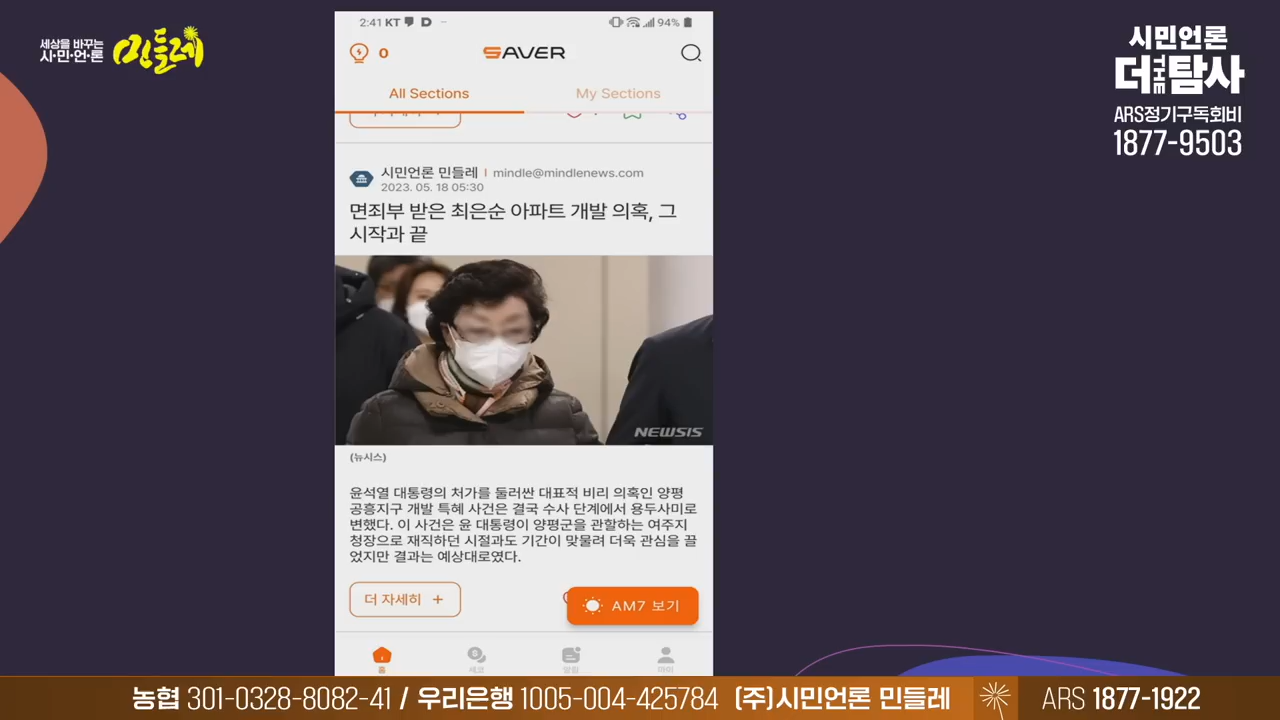 세상을 바꾸는
시·민·언·론
민들레
시민언론
더탐사
THEТАМ
ARS정기구독회비
1877-9503
2:41 KT 94%
0
SAVER
All Sections
My Sections
시민언론 민들레 | mindle@mindlenews.com
2023. 05. 18 05:30
면죄부 받은 최은순 아파트 개발 의혹, 그
시작과 끝
NEWSIS
(뉴시스)
윤석열 대통령의 처가를 둘러싼 대표적 비리 의혹인 양평
공흥지구 개발 특혜 사건은 결국 수사 단계에서 용두사미로
변했다. 이 사건은 윤 대통령이 양평군을 관할하는 여주지
청장으로 재직하던 시절과도 기간이 맞물려 더욱 관심을 끌
었지만 결과는 예상대로였다.
더 자세히 +
AM7 보기
홈
세코
알림
마이
농협 301-0328-8082-41 / 우리은행 1005-004-425784 (주)시민언론 민들레
ARS 1877-1922